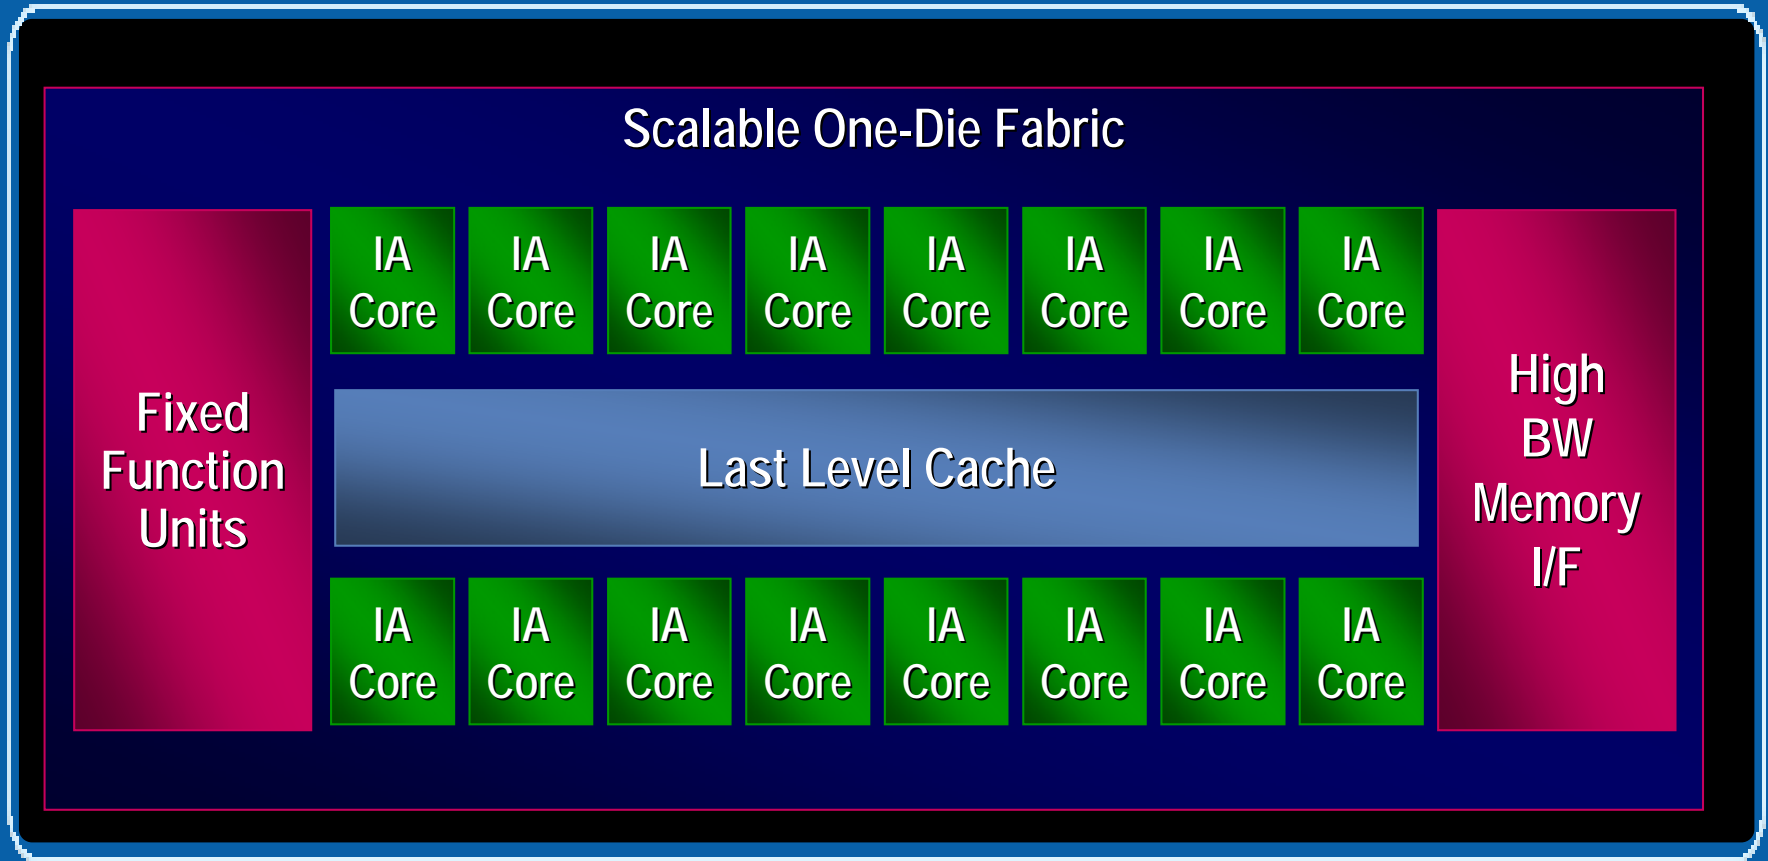 Scalable One-Die Fabric
IA IA IA IA IA IA IA IA
Core Core Core Core Core Core Core Core
Fixed
Function
Units
Last Level Cache
High
BW
Memory
I/F
IA IA IA IA IA IA IA IA
Core Core Core Core Core Core Core Core